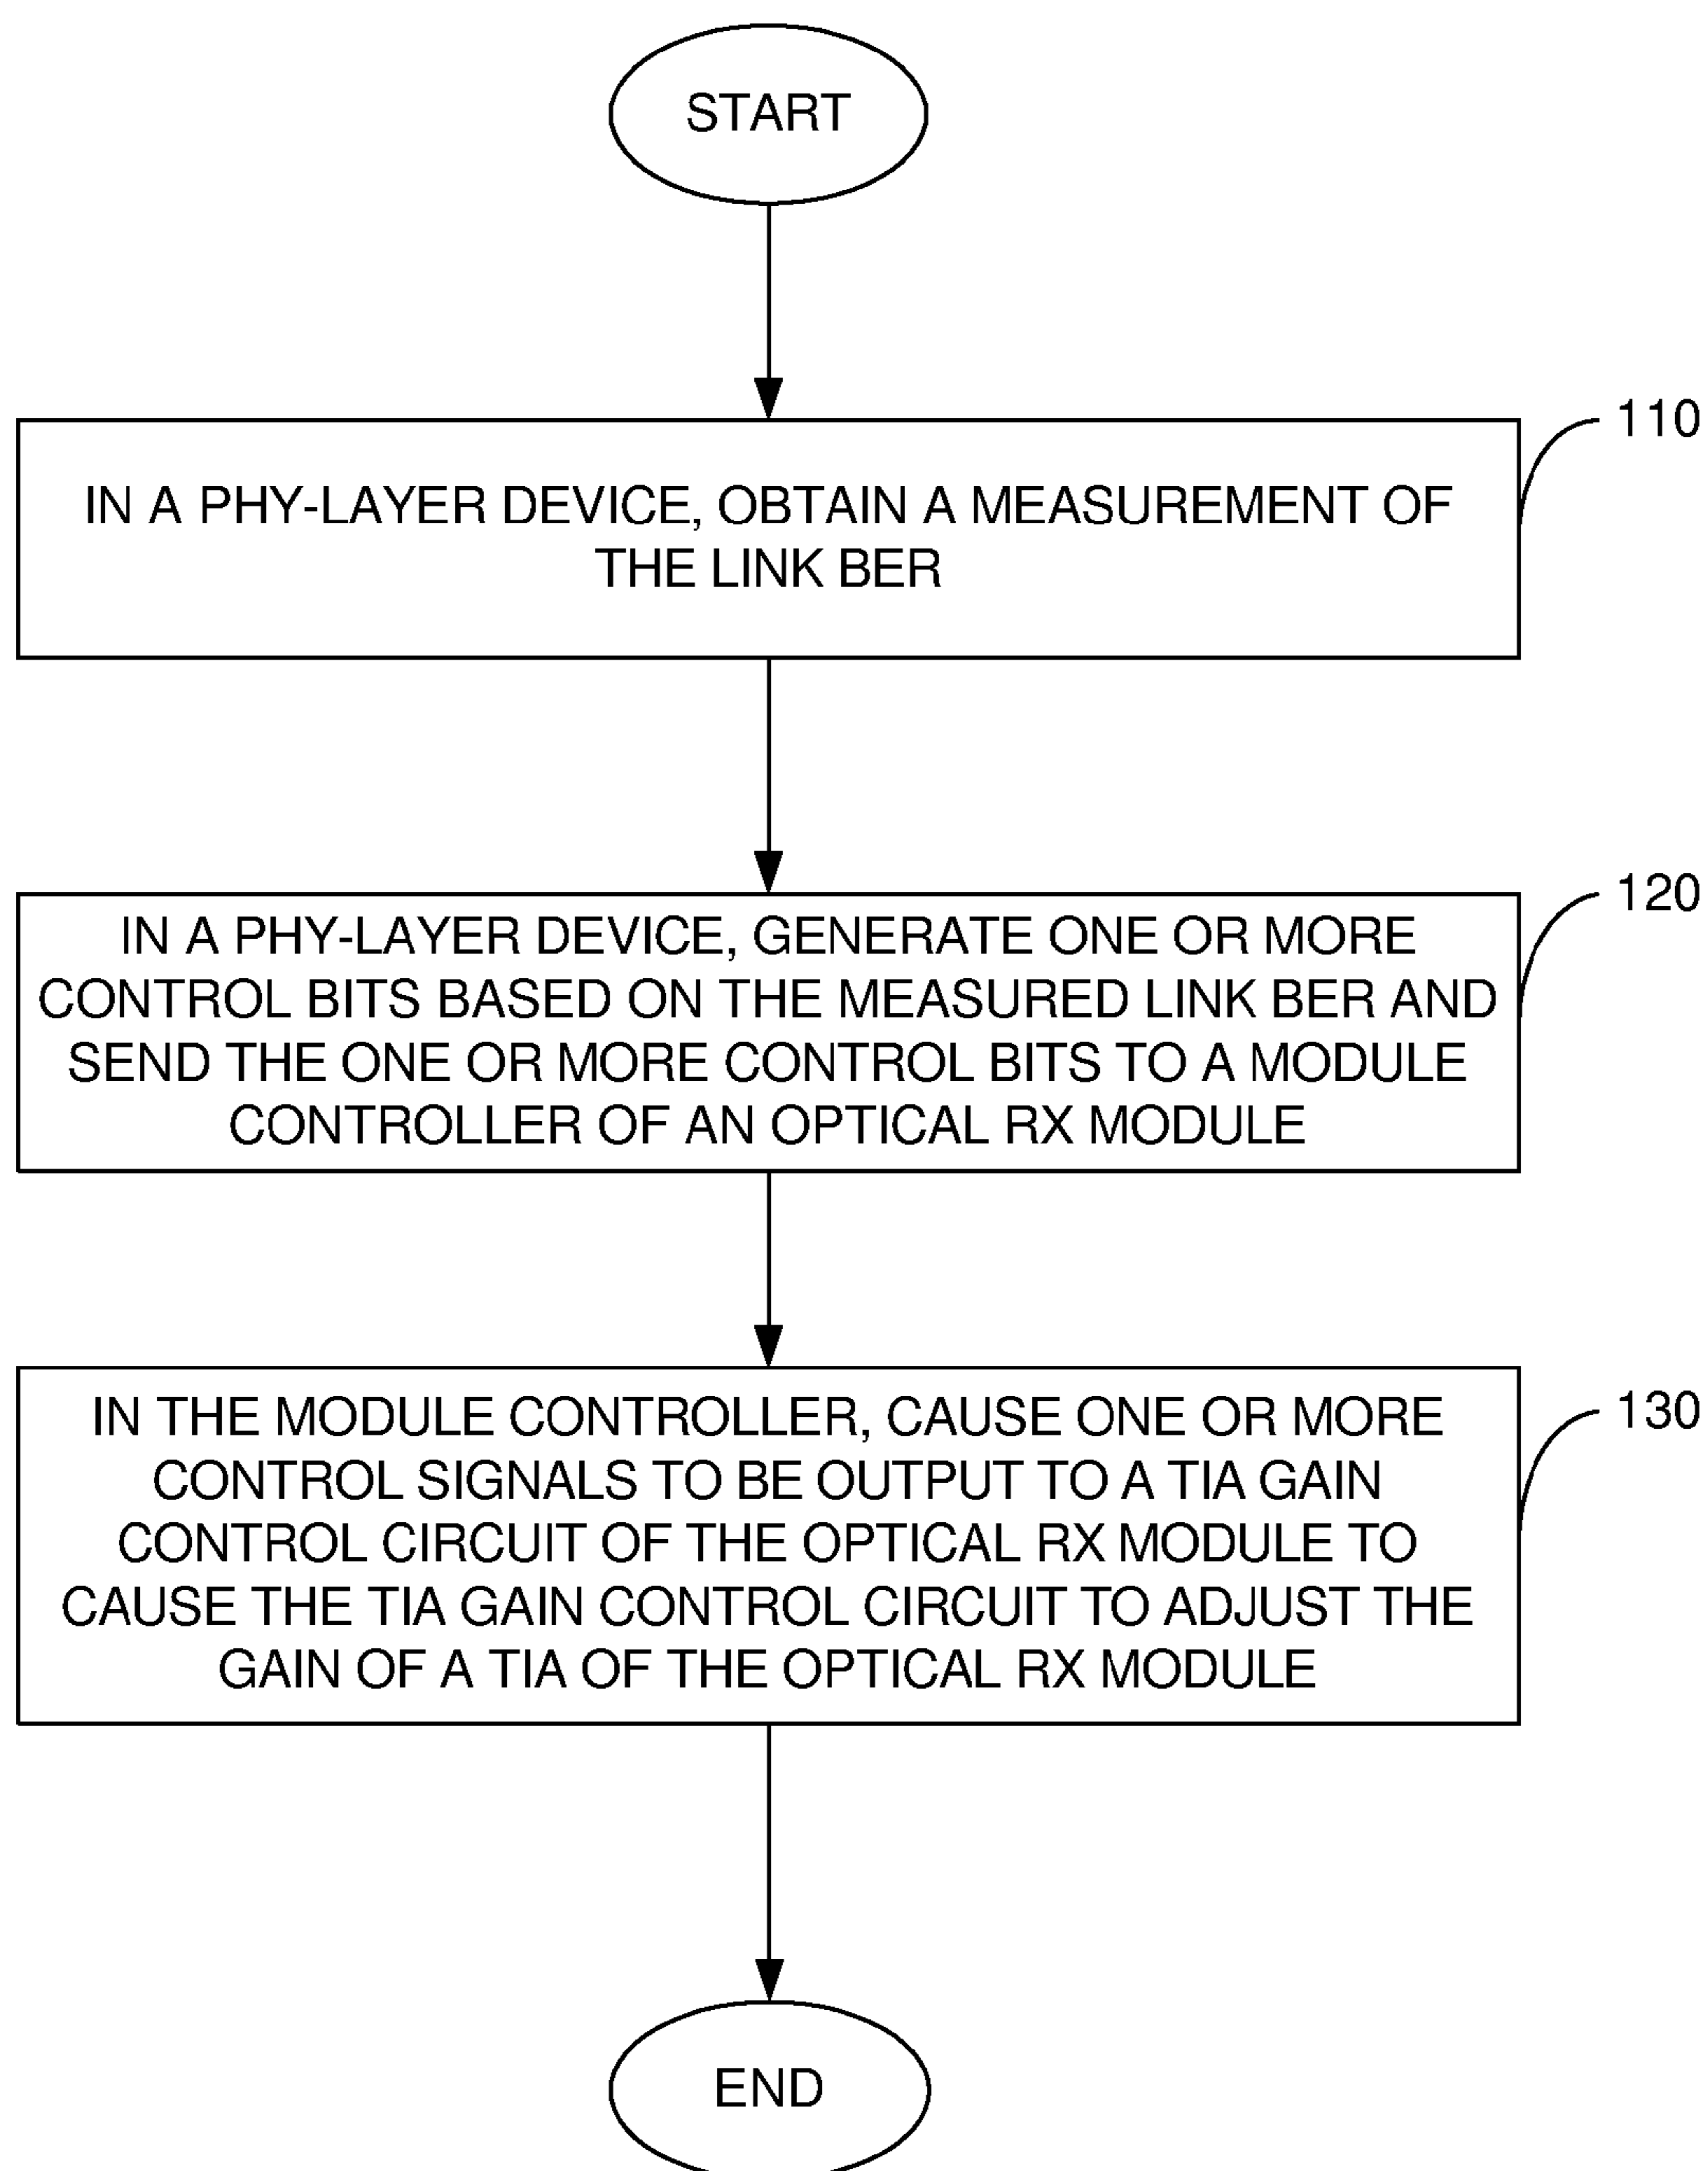 START
110
IN A PHY-LAYER DEVICE, OBTAIN A MEASUREMENT OF
THE LINK BER
120
IN A PHY-LAYER DEVICE, GENERATE ONE OR MORE
CONTROL BITS BASED ON THE MEASURED LINK BER AND
SEND THE ONE OR MORE CONTROL BITS TO A MODULE
CONTROLLER OF AN OPTICAL RX MODULE
130
IN THE MODULE CONTROLLER, CAUSE ONE OR MORE
CONTROL SIGNALS TO BE OUTPUT TO A TIA GAIN
CONTROL CIRCUIT OF THE OPTICAL RX MODULE TO
CAUSE THE TIA GAIN CONTROL CIRCUIT TO ADJUST THE
GAIN OF A TIA OF THE OPTICAL RX MODULE
END